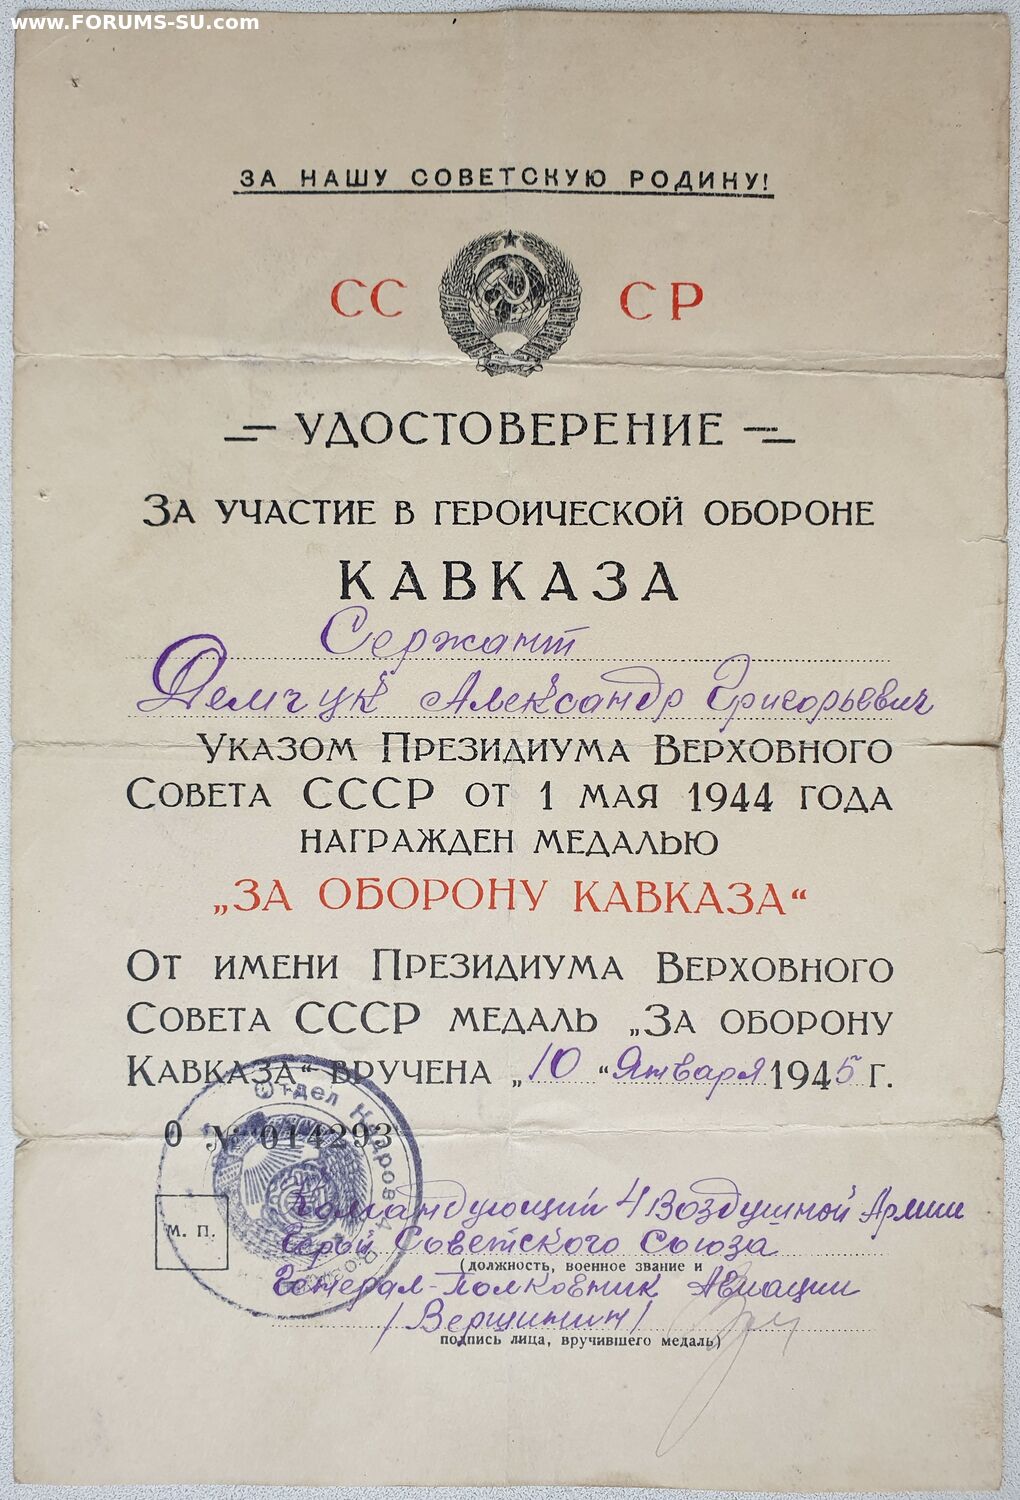 www.FORUMS-SU.com
ЗА НАШУ СОВЕТСКУЮ РОДИНУ!
СС СР
УДОСТОВЕРЕНИЕ
ЗА УЧАСТИЕ В ГЕРОИЧЕСКОЙ ОБОРОНЕ
КАВКАЗА
Сержант
Демчук Александр Григорьевич
УКАЗОМ ПРЕЗИДИУМА ВЕРХОВНОГО
СОВЕТА СССР ОТ 1 МАЯ 1944 ГОДА
НАГРАЖДЕН МЕДАЛЬЮ
„ЗА ОБОРОНУ КАВКАЗА“
ОТ ИМЕНИ ПРЕЗИДИУМА ВЕРХОВНОГО
СОВЕТА СССР МЕДАЛЬ „ЗА ОБОРОНУ
КАВКАЗА“ ВРУЧЕНА „10“ Января 1945 г.
О № 014293
Отдел Кадров 4
М. П.
Командующий 4 Воздушной Армии
Герой Советского Союза
(должность, военное звание и
Генерал-Полковник Авиации
/Вершинин/
подпись лица, вручившего медаль)